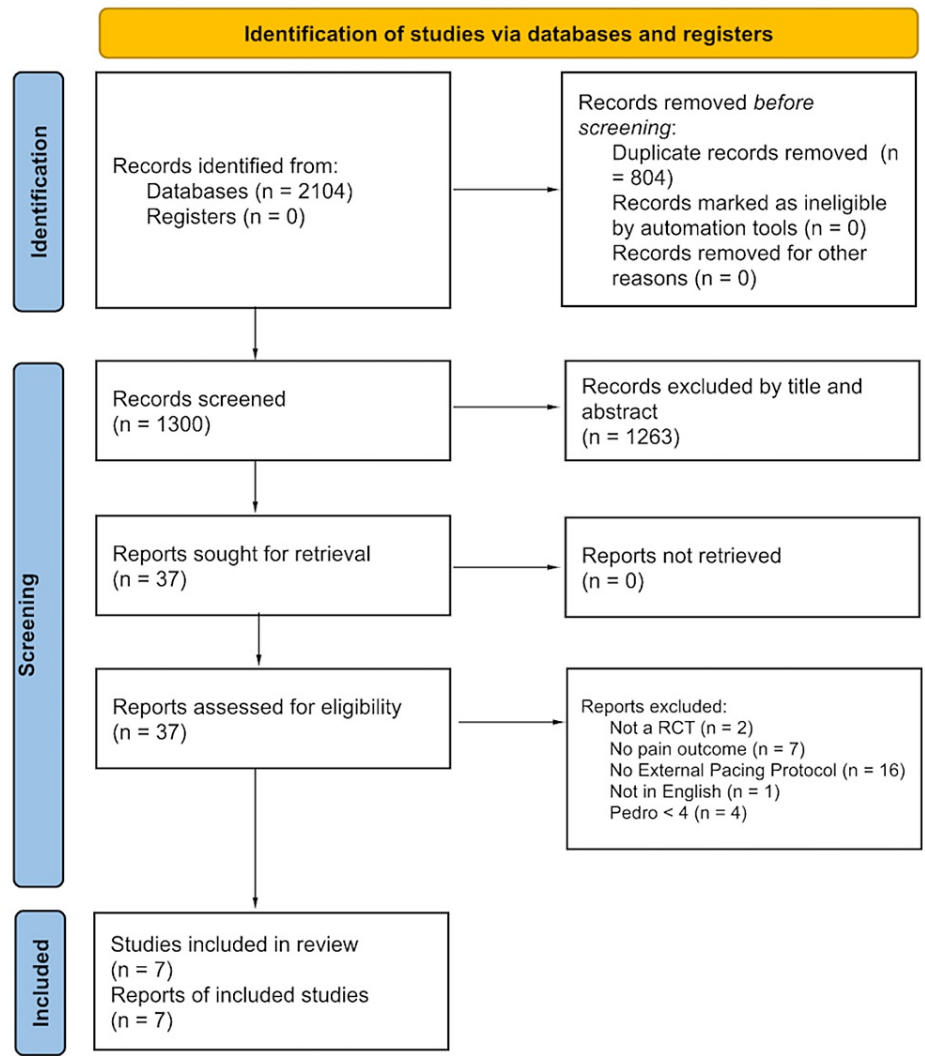 Identification of studies via databases and registers
Identification
Records identified from:
Databases (n = 2104)
Registers (n = 0)
Records removed before
screening:
Duplicate records removed (n
= 804)
Records marked as ineligible
by automation tools (n = 0)
Records removed for other
reasons (n = 0)
Screening
Records screened
(n = 1300)
Records excluded by title and
abstract
(n = 1263)
Reports sought for retrieval
(n = 37)
Reports not retrieved
(n = 0)
Reports assessed for eligibility
(n = 37)
Reports excluded:
Not a RCT (n = 2)
No pain outcome (n = 7)
No External Pacing Protocol (n = 16)
Not in English (n = 1)
Pedro < 4 (n = 4)
Included
Studies included in review
(n = 7)
Reports of included studies
(n = 7)